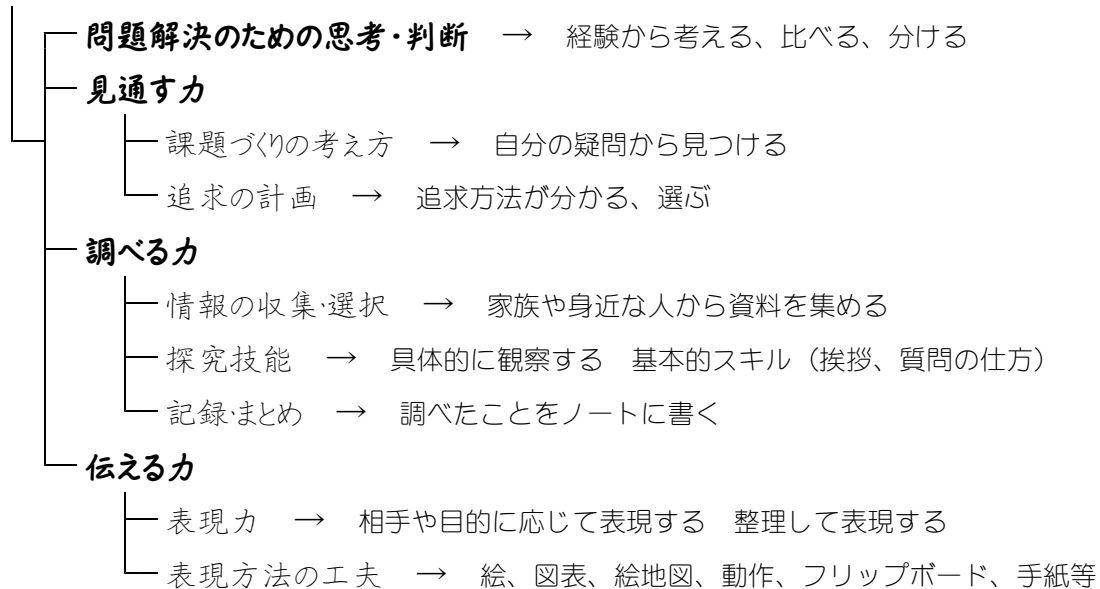 問題解決のための思考・判断　→　経験から考える、比べる、分ける
見通す力
課題づくりの考え方　→　自分の疑問から見つける
追求の計画　→　追求方法が分かる、選ぶ
調べる力
情報の収集・選択　→　家族や身近な人から資料を集める
探究技能　→　具体的に観察する　基本的スキル（挨拶、質問の仕方）
記録・まとめ　→　調べたことをノートに書く
伝える力
表現力　→　相手や目的に応じて表現する　整理して表現する
表現方法の工夫　→　絵、図表、絵地図、動作、フリップボード、手紙等